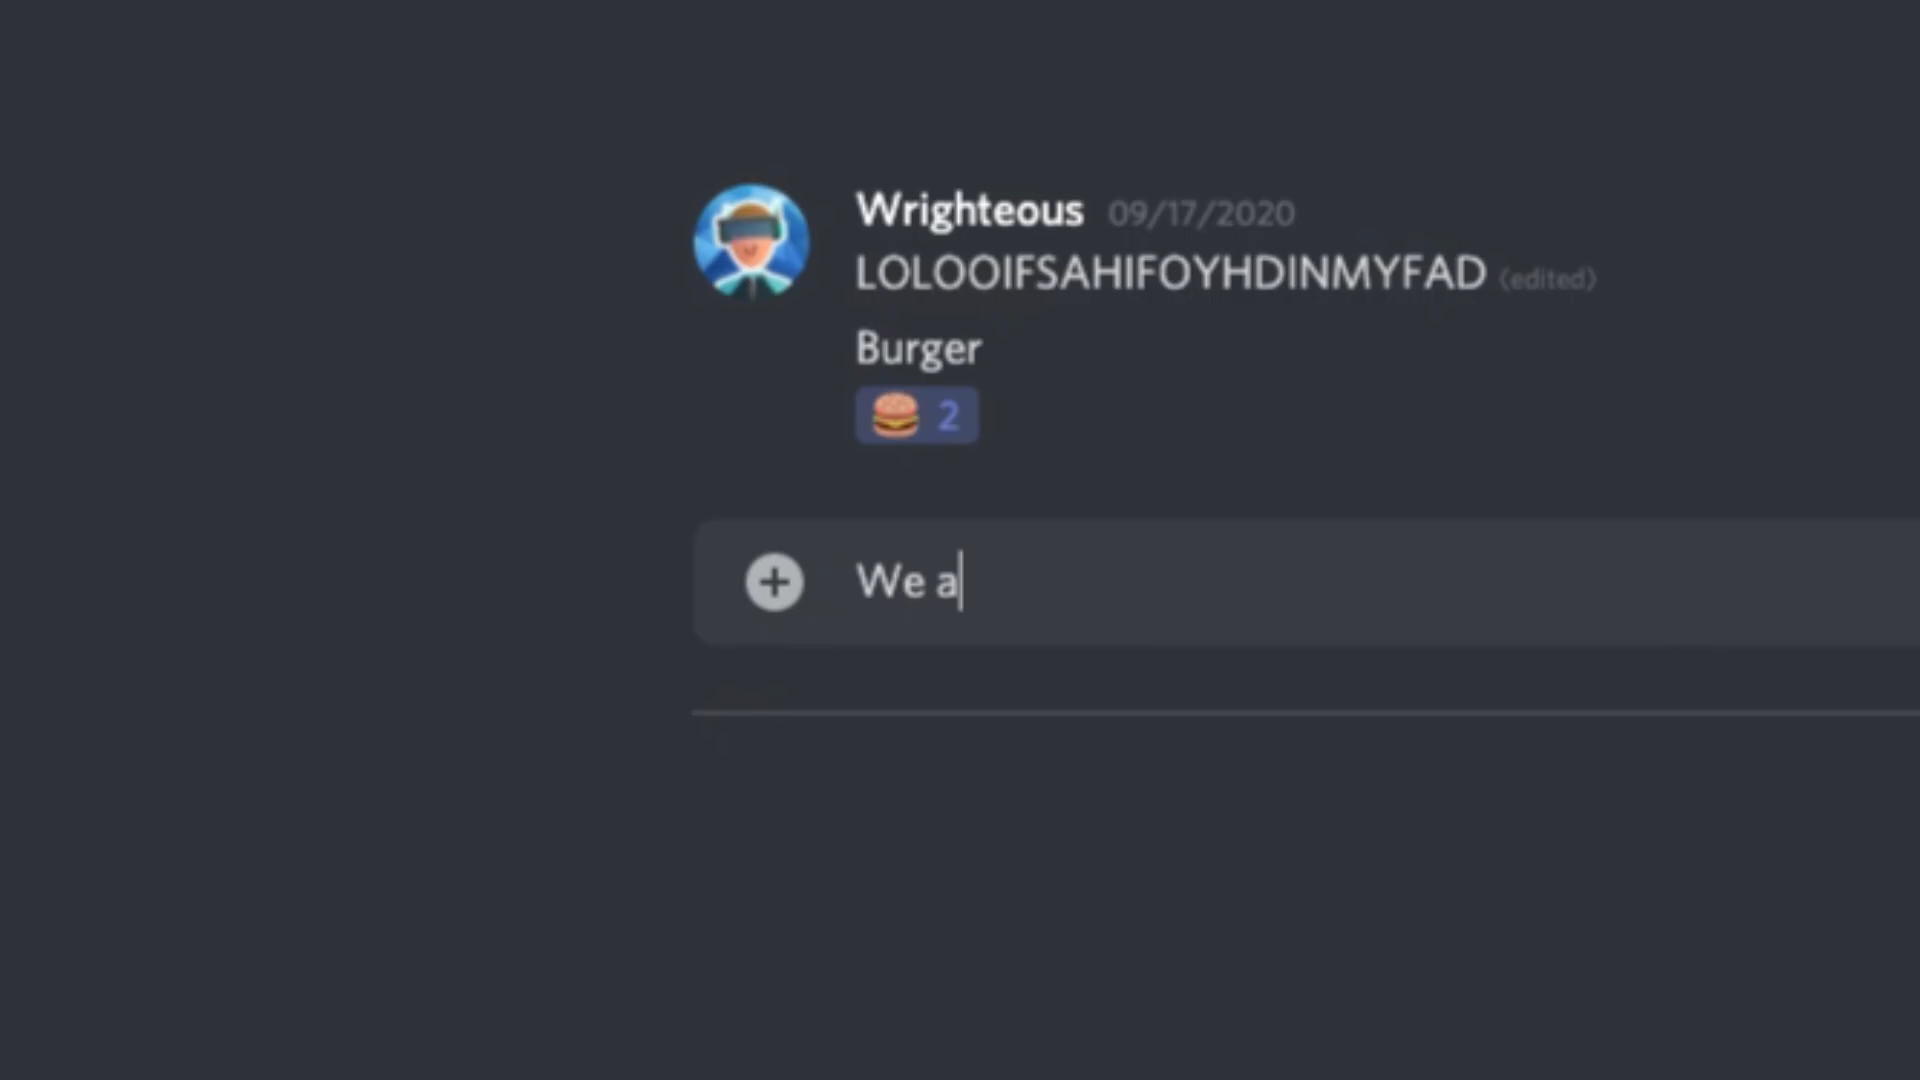 Wrighteous 09/17/2020
LOLOOIFSAHIFOYHDINMYFAD (edited)
Burger
2
We a